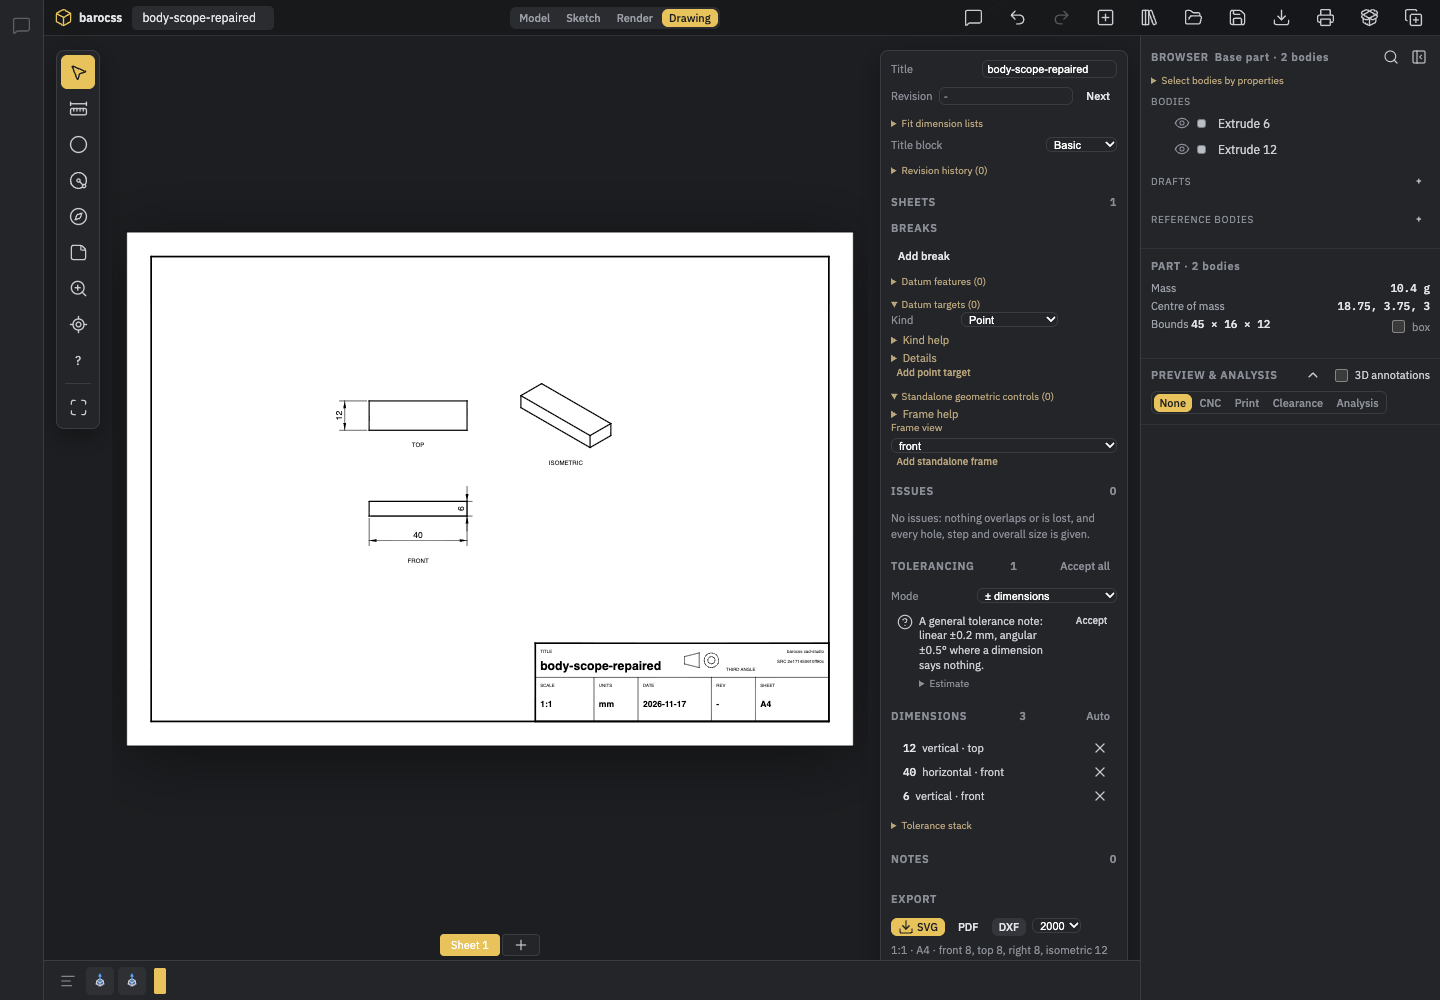 barocss
body-scope-repaired
Model Sketch Render Drawing
Title body-scope-repaired
Revision - Next
Fit dimension lists
Title block Basic
Revision history (0)
SHEETS 1
BREAKS
Add break
Datum features (0)
Datum targets (0)
Kind Point
Kind help
Details
Add point target
Standalone geometric controls (0)
Frame help
Frame view
front
Add standalone frame
ISSUES 0
No issues: nothing overlaps or is lost, and
every hole, step and overall size is given.
TOLERANCING 1 Accept all
Mode ± dimensions
A general tolerance note: Accept
linear ±0.2 mm, angular
±0.5° where a dimension
says nothing.
Estimate
DIMENSIONS 3 Auto
12 vertical · top
40 horizontal · front
6 vertical · front
Tolerance stack
NOTES 0
EXPORT
SVG PDF DXF 2000
1:1 · A4 · front 8, top 8, right 8, isometric 12
BROWSER Base part · 2 bodies
Select bodies by properties
BODIES
Extrude 6
Extrude 12
DRAFTS +
REFERENCE BODIES +
PART · 2 bodies
Mass 10.4 g
Centre of mass 18.75, 3.75, 3
Bounds 45 × 16 × 12 box
PREVIEW & ANALYSIS 3D annotations
None CNC Print Clearance Analysis
?
12
TOP
ISOMETRIC
6
40
FRONT
TITLE
body-scope-repaired
THIRD ANGLE
barocss cad-studio
SCALE UNITS DATE REV SHEET
1:1 mm 2026-11-17 - A4
Sheet 1 +